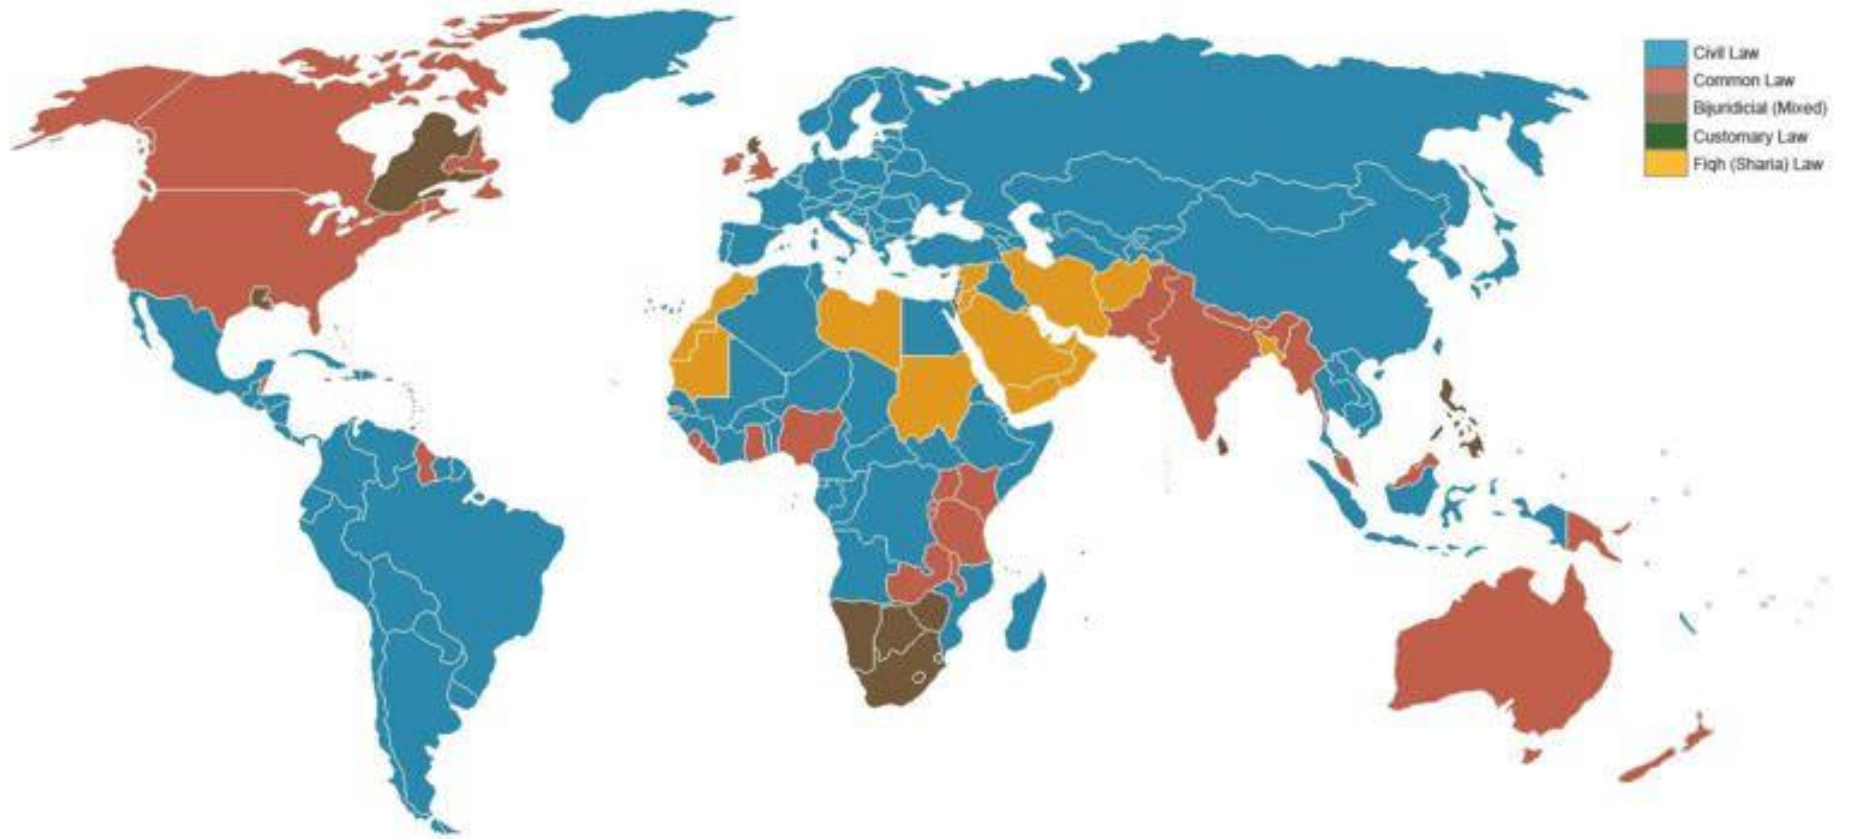 Civil Law
Common Law
Bijuridicial (Mixed)
Customary Law
Fiqh (Sharia) Law